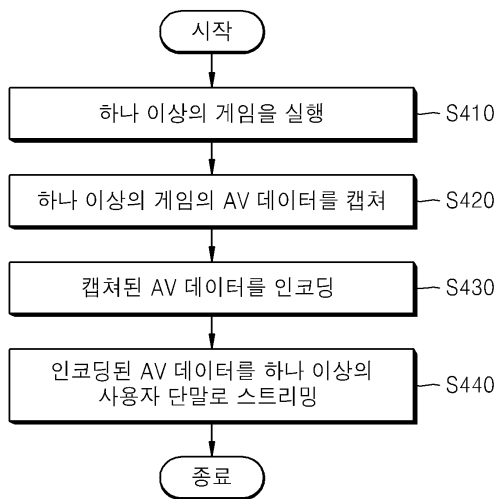 시작
하나 이상의 게임을 실행
S410
하나 이상의 게임의 AV 데이터를 캡쳐
S420
캡쳐된 AV 데이터를 인코딩
S430
인코딩된 AV 데이터를 하나 이상의
사용자 단말로 스트리밍
S440
종료